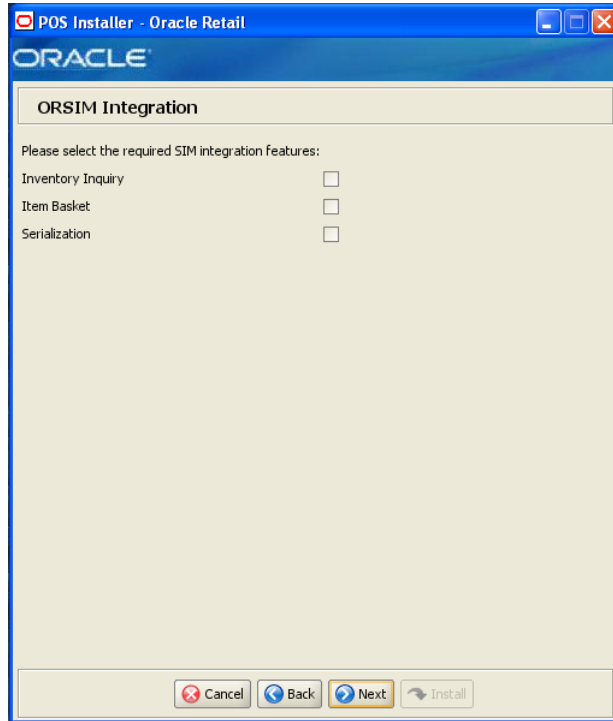 POS Installer - Oracle Retail
ORACLE
ORSIM Integration
Please select the required SIM integration features:
Inventory Inquiry
Item Basket
Serialization
Cancel Back Next Install